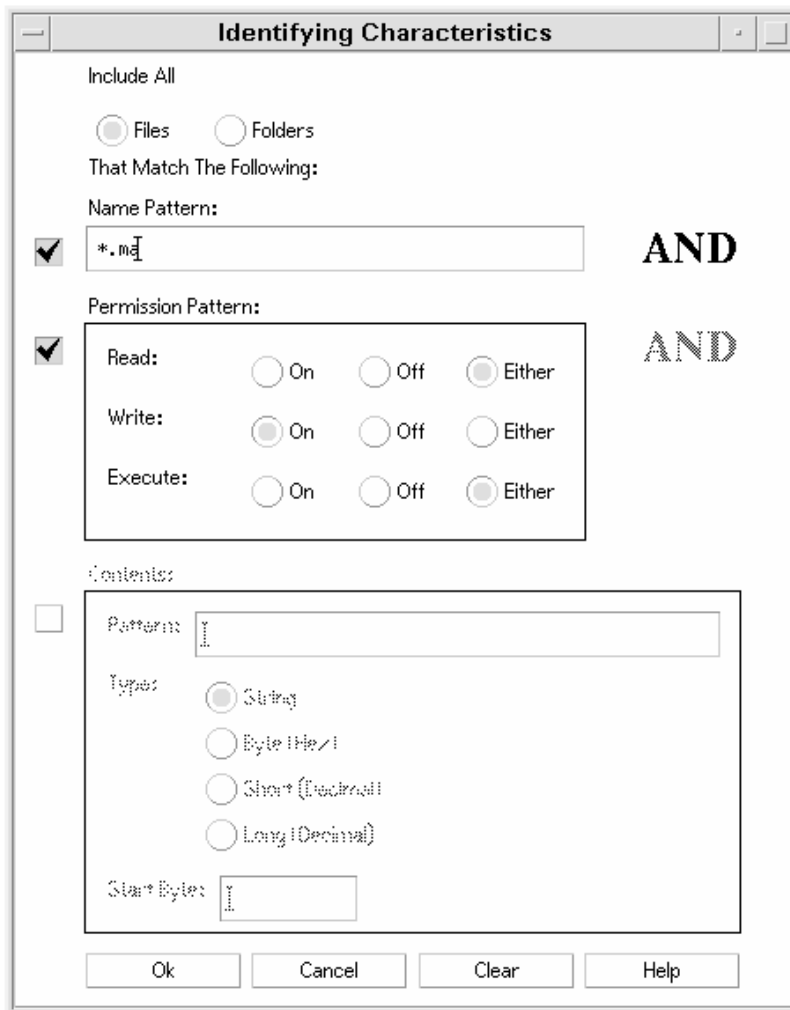 Identifying Characteristics
Include All
Files Folders
That Match The Following:
Name Pattern:
*.ma AND
Permission Pattern:
AND
Read: On Off Either
Write: On Off Either
Execute: On Off Either
Contents:
Pattern:
Type: String
Byte (Hex)
Short (Decimal)
Long (Decimal)
Start Byte:
Ok Cancel Clear Help